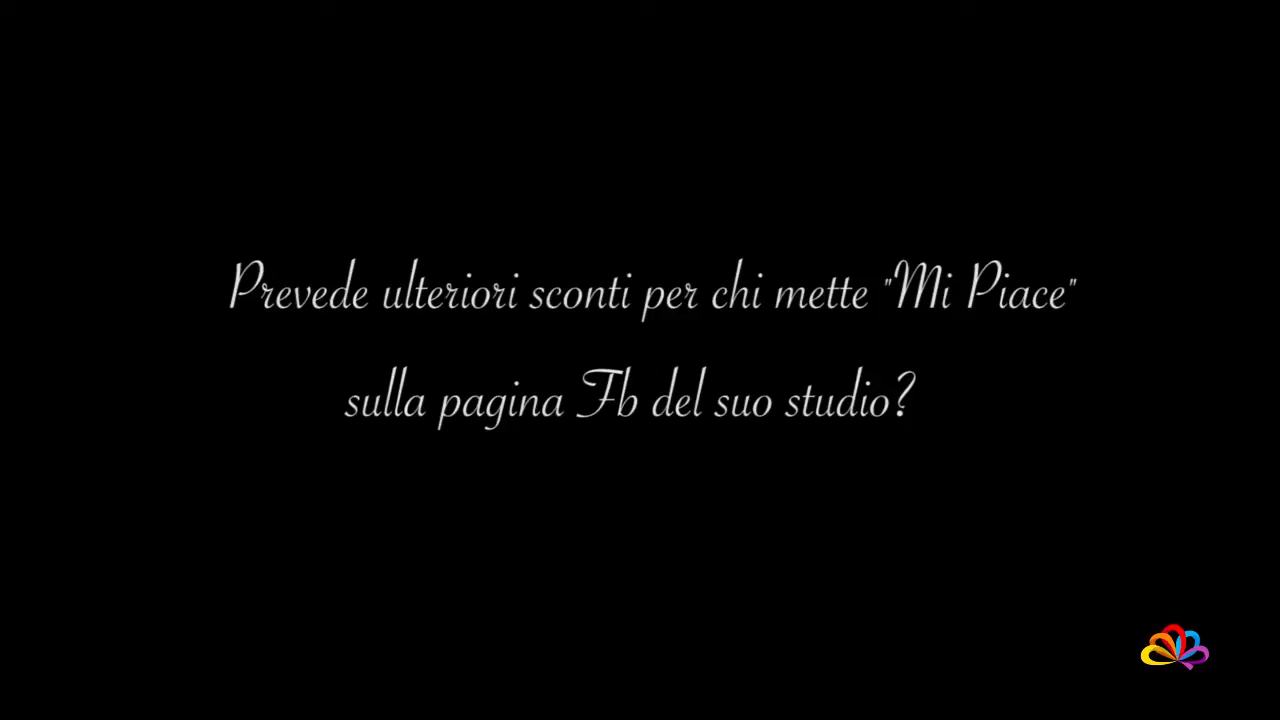 Prevede ulteriori sconti per chi mette "Mi Piace"
sulla pagina Fb del suo studio?